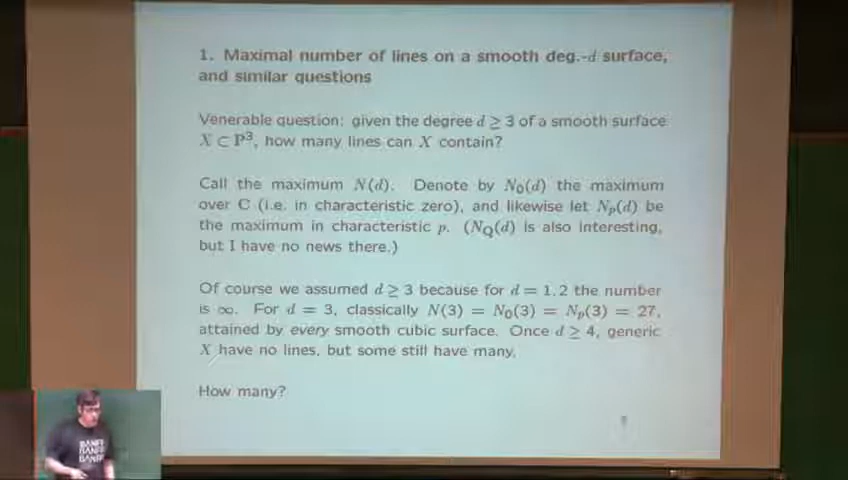 1. Maximal number of lines on a smooth deg.-d surface,
and similar questions
Venerable question: given the degree d ≥ 3 of a smooth surface
X ⊂ P³, how many lines can X contain?
Call the maximum N(d). Denote by N₀(d) the maximum
over C (i.e. in characteristic zero), and likewise let Nₚ(d) be
the maximum in characteristic p. (N_Q(d) is also interesting,
but I have no news there.)
Of course we assumed d ≥ 3 because for d = 1, 2 the number
is ∞. For d = 3, classically N(3) = N₀(3) = Nₚ(3) = 27,
attained by every smooth cubic surface. Once d ≥ 4, generic
X have no lines, but some still have many.
How many?
BANFF
BANFF
BANFF